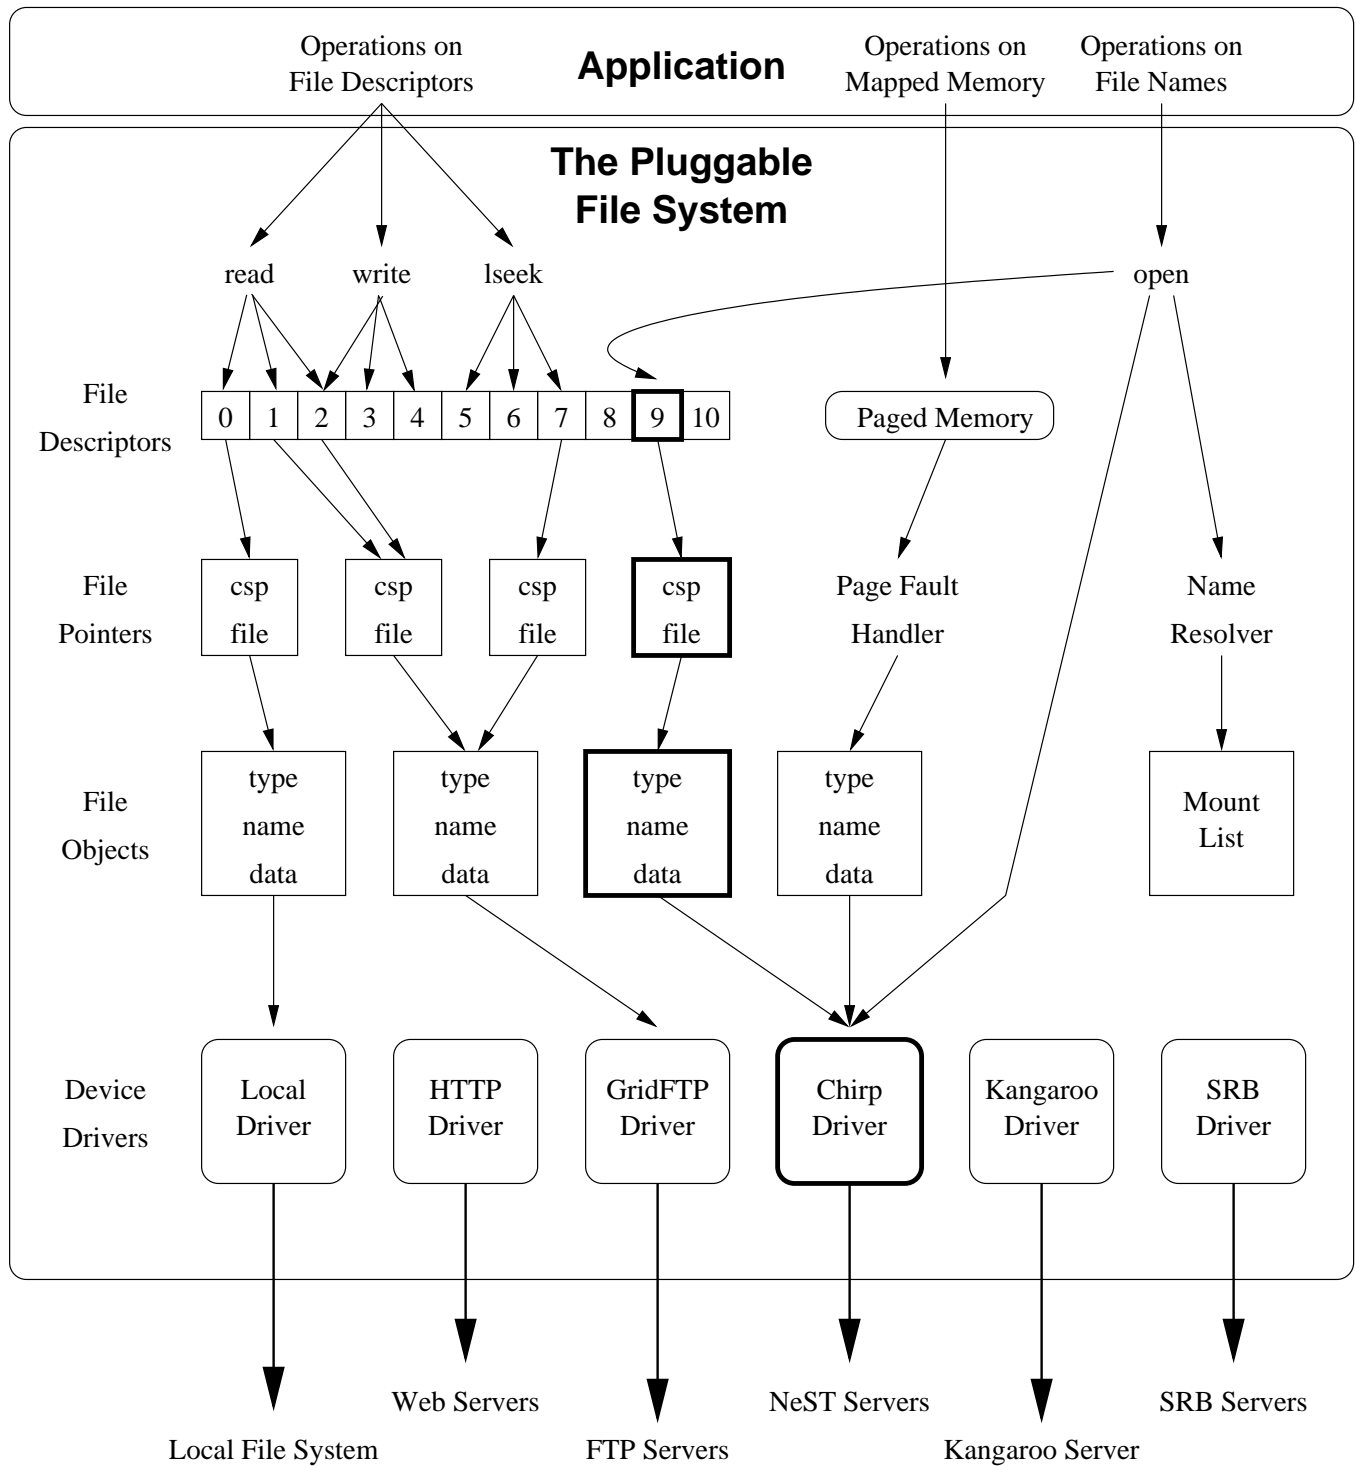 Operations on
File Descriptors
Application
Operations on
Mapped Memory
Operations on
File Names
The Pluggable
File System
read
write
lseek
open
File
Descriptors
0 1 2 3 4 5 6 7 8 9 10
Paged Memory
File
Pointers
csp
file
csp
file
csp
file
csp
file
Page Fault
Handler
Name
Resolver
File
Objects
type
name
data
type
name
data
type
name
data
type
name
data
Mount
List
Device
Drivers
Local
Driver
HTTP
Driver
GridFTP
Driver
Chirp
Driver
Kangaroo
Driver
SRB
Driver
Web Servers
NeST Servers
SRB Servers
Local File System
FTP Servers
Kangaroo Server